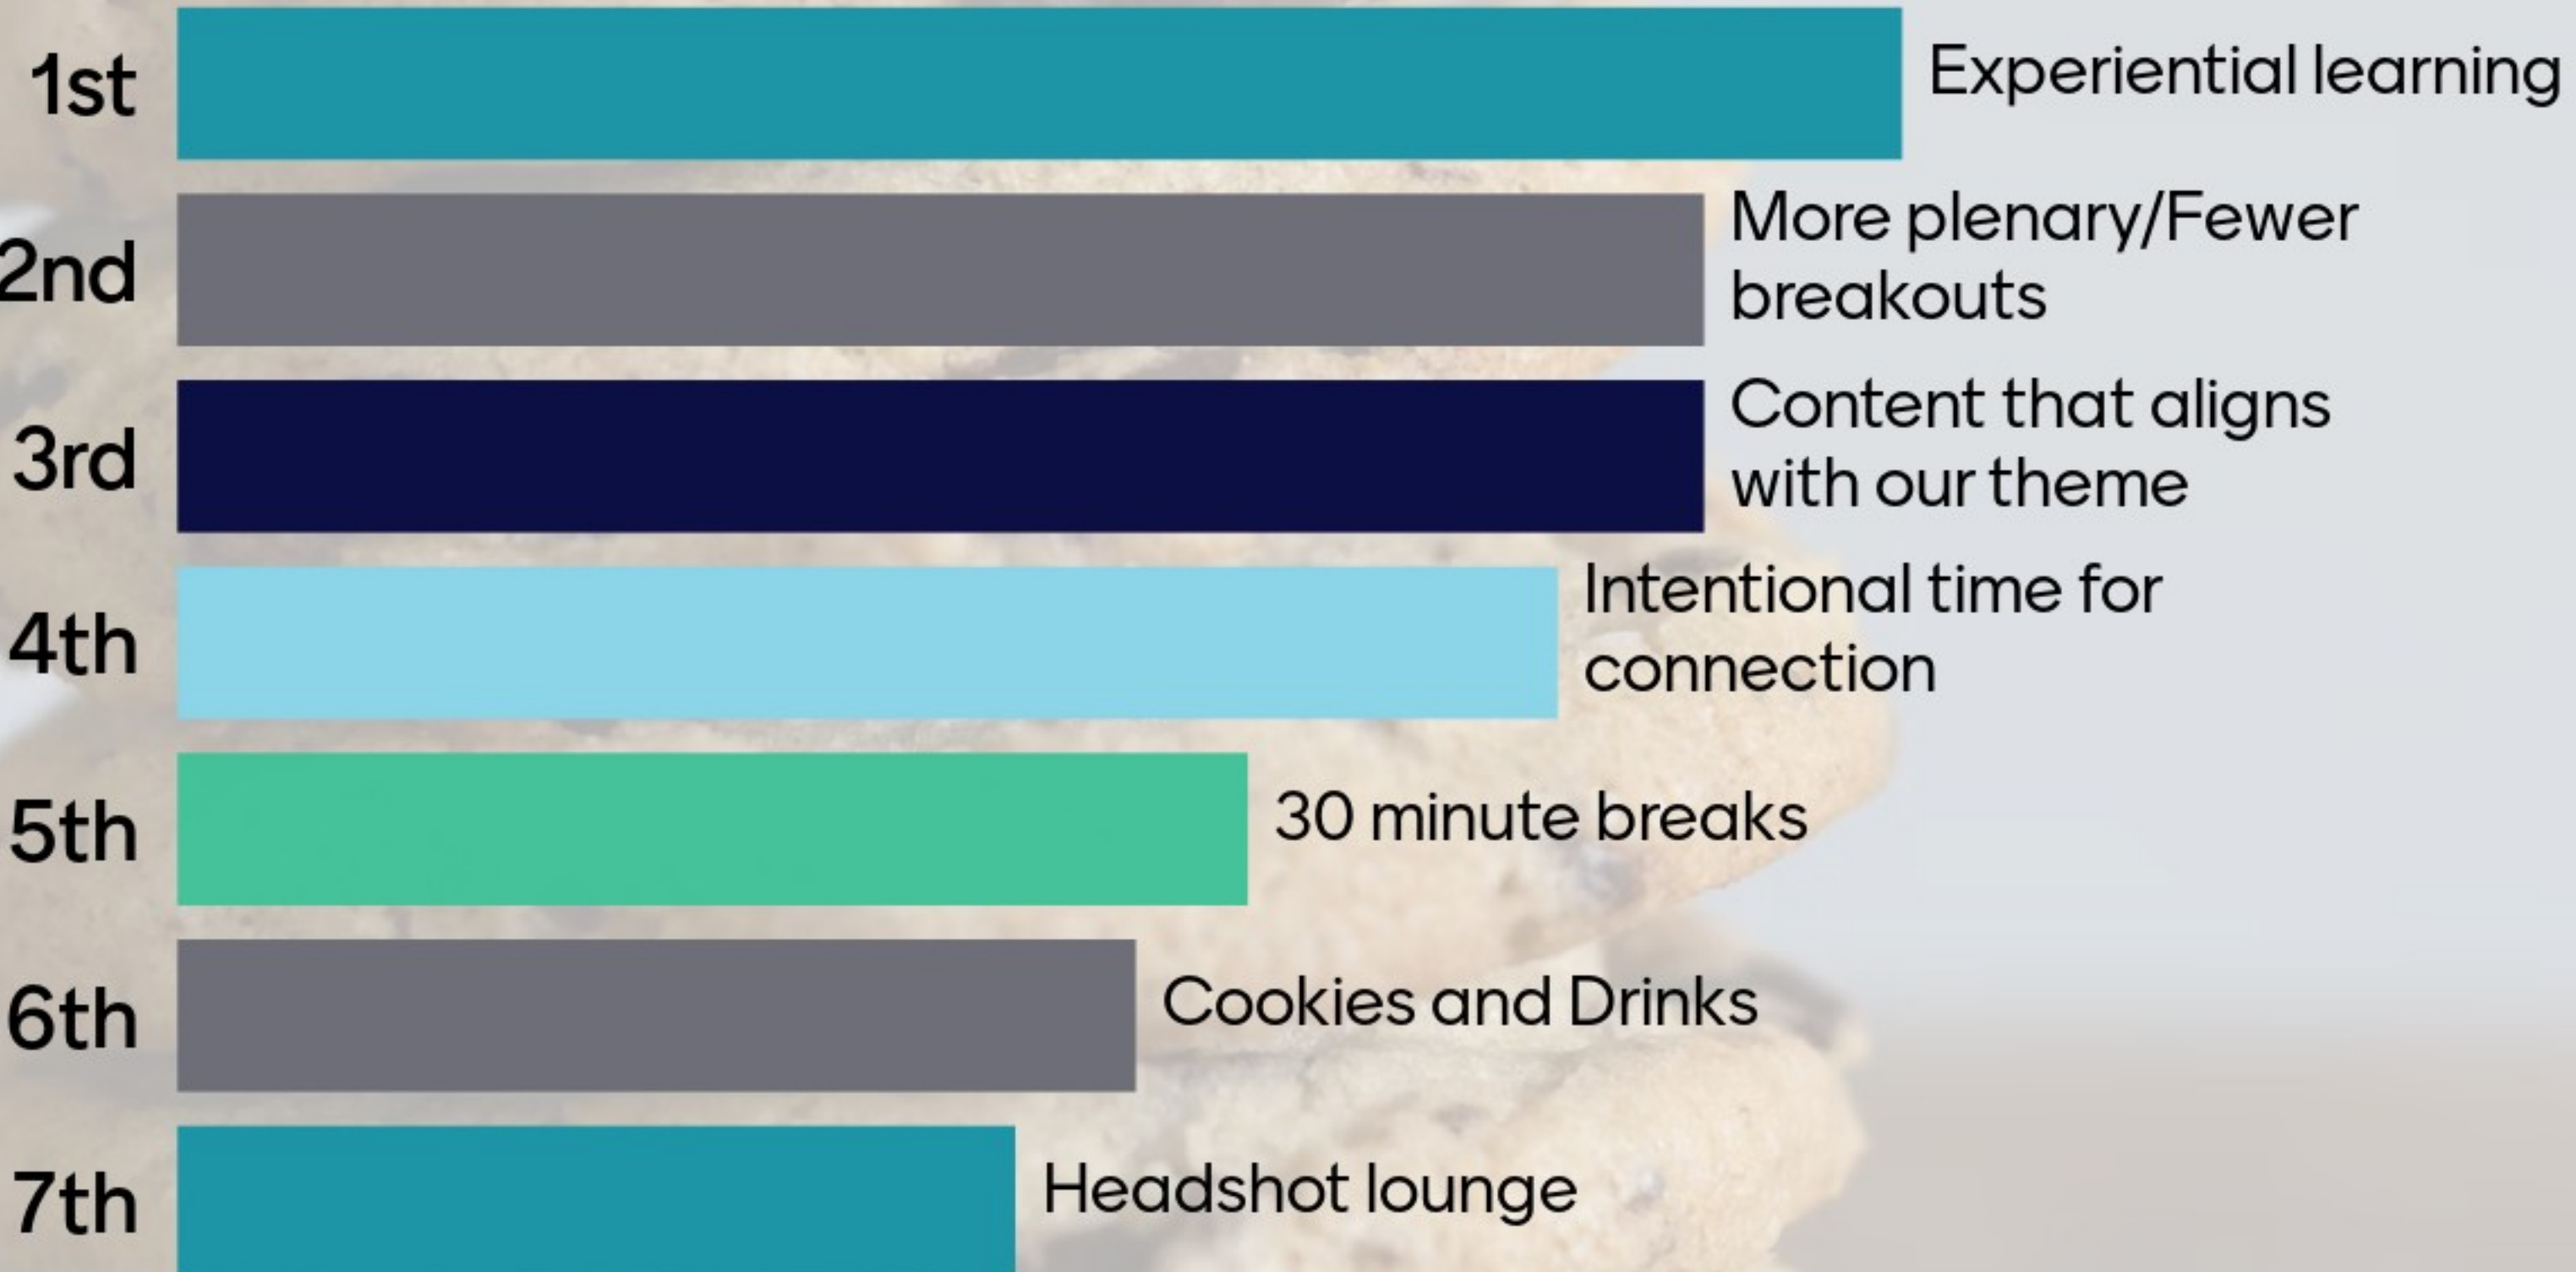 1st
Experiential learning
2nd
More plenary/Fewer
breakouts
3rd
Content that aligns
with our theme
4th
Intentional time for
connection
5th
30 minute breaks
6th
Cookies and Drinks
7th
Headshot lounge